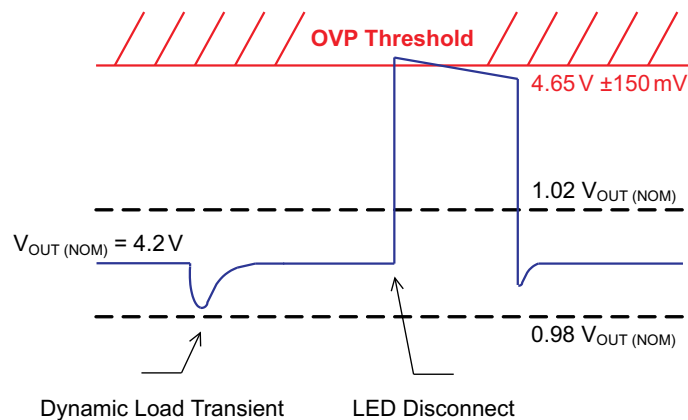 OVP Threshold
4.65 V ±150 mV
1.02 VOUT (NOM)
VOUT (NOM) = 4.2 V
0.98 VOUT (NOM)
Dynamic Load Transient
LED Disconnect